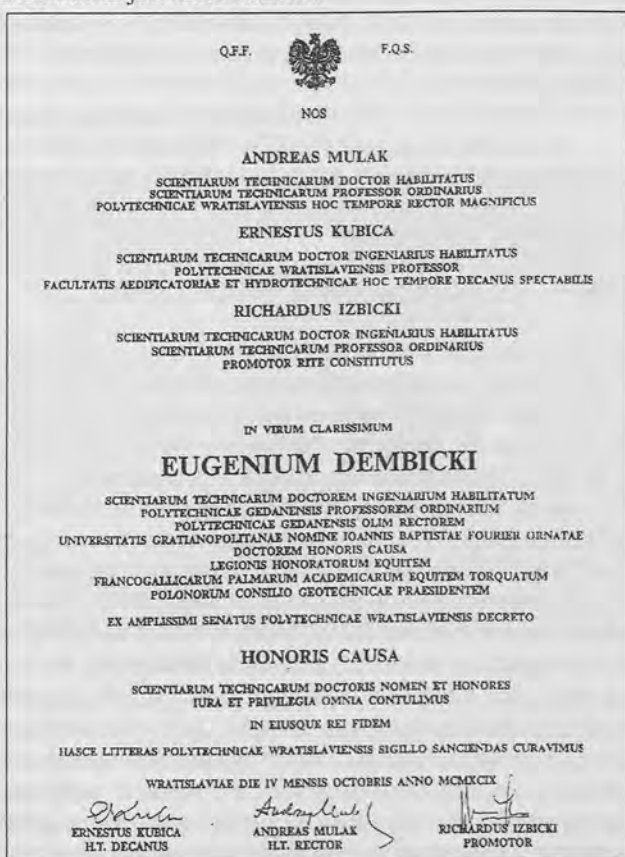 Q.F.F. F.Q.S.
NOS
ANDREAS MULAK
SCIENTIARUM TECHNICARUM DOCTOR HABILITATUS
SCIENTIARUM TECHNICARUM PROFESSOR ORDINARIUS
POLYTECHNICAE WRATISLAVIENSIS HOC TEMPORE RECTOR MAGNIFICUS
ERNESTUS KUBICA
SCIENTIARUM TECHNICARUM DOCTOR INGENIARIUS HABILITATUS
POLYTECHNICAE WRATISLAVIENSIS PROFESSOR
FACULTATIS AEDIFICATORIAE ET HYDROTECHNICAE HOC TEMPORE DECANUS SPECTABILIS
RICHARDUS IZBICKI
SCIENTIARUM TECHNICARUM DOCTOR INGENIARIUS HABILITATUS
SCIENTIARUM TECHNICARUM PROFESSOR ORDINARIUS
PROMOTOR RITE CONSTITUTUS
IN VIRUM CLARISSIMUM
EUGENIUM DEMBICKI
SCIENTIARUM TECHNICARUM DOCTOREM INGENIARIUM HABILITATUM
POLYTECHNICAE GEDANENSIS PROFESSOREM ORDINARIUM
POLYTECHNICAE GEDANENSIS OLIM RECTOREM
UNIVERSITATIS GRATIANOPOLITANAE NOMINE IOANNIS BAPTISTAE FOURIER ORNATAE
DOCTOREM HONORIS CAUSA
LEGIONIS HONORATORUM EQUITEM
FRANCOGALLICARUM PALMARUM ACADEMICARUM EQUITEM TORQUATUM
POLONORUM CONSILIO GEOTECHNICAE PRAESIDENTEM
EX AMPLISSIMI SENATUS POLYTECHNICAE WRATISLAVIENSIS DECRETO
HONORIS CAUSA
SCIENTIARUM TECHNICARUM DOCTORIS NOMEN ET HONORES
IURA ET PRIVILEGIA OMNIA CONTULIMUS
IN EIUSQUE REI FIDEM
HASCE LITTERAS POLYTECHNICAE WRATISLAVIENSIS SIGILLO SANCIENDAS CURAVIMUS
WRATISLAVIAE DIE IV MENSIS OCTOBRIS ANNO MCMXCIX
ERNESTUS KUBICA ANDREAS MULAK RICHARDUS IZBICKI
H.T. DECANUS H.T. RECTOR PROMOTOR